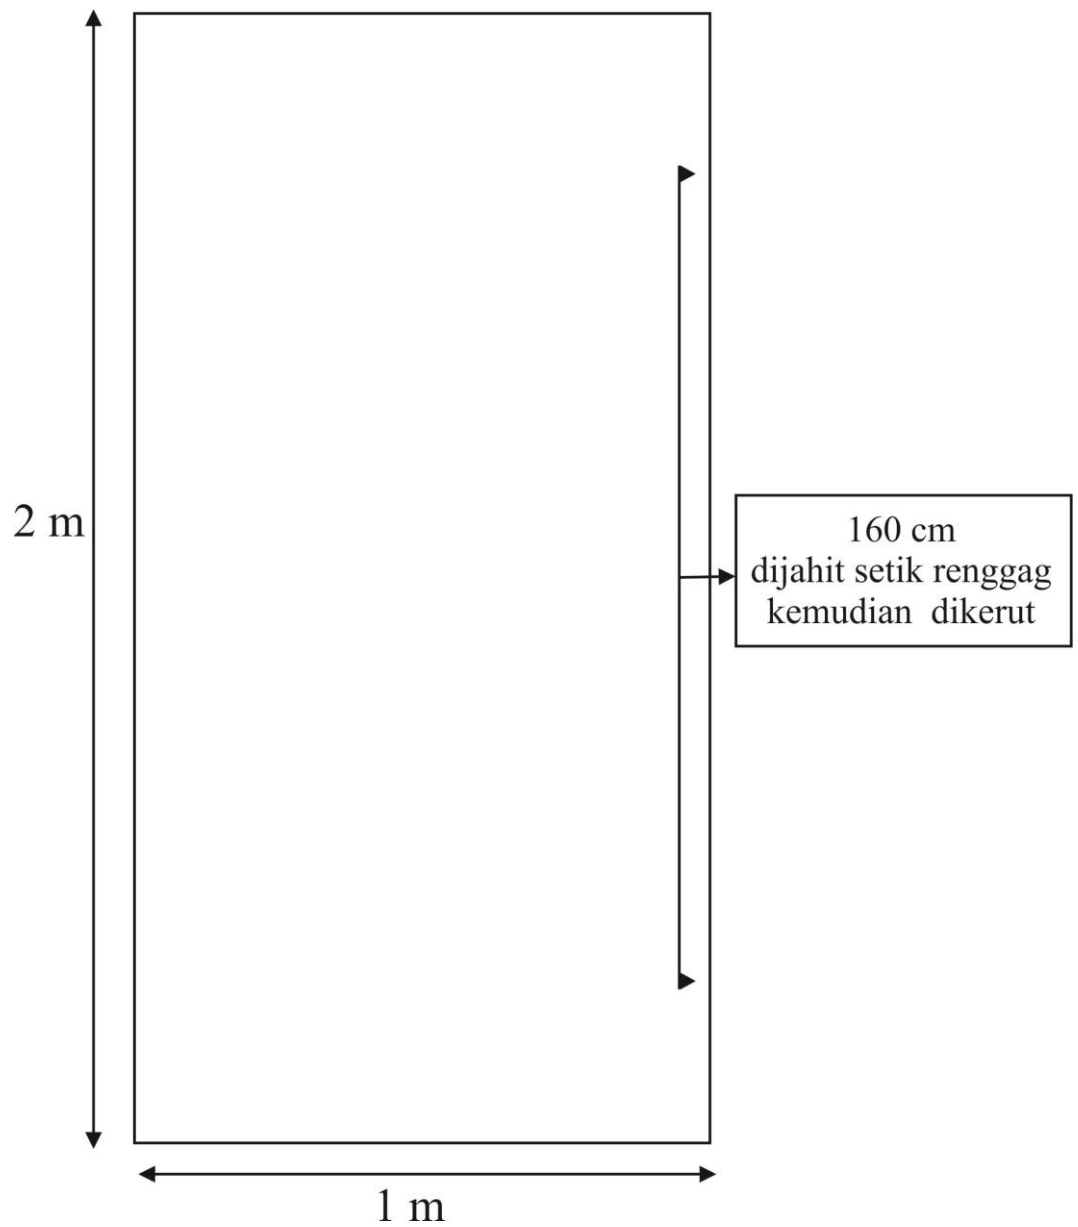 2 m
160 cm
dijahit setik renggag
kemudian dikerut
1 m